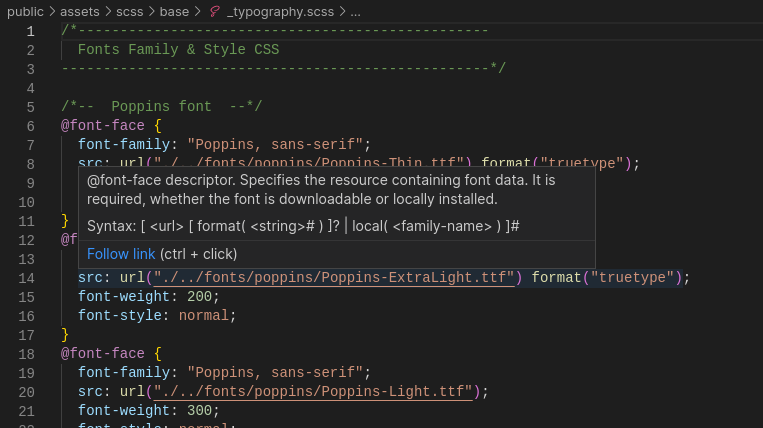 public > assets > scss > base > _typography.scss > ...
1 /*-------------------------------------------------
2 Fonts Family & Style CSS
3 ---------------------------------------------------*/
4
5 /*-- Poppins font --*/
6 @font-face {
7 font-family: "Poppins, sans-serif";
8 src: url("./../fonts/poppins/Poppins-Thin.ttf") format("truetype");
9
@font-face descriptor. Specifies the resource containing font data. It is
10
required, whether the font is downloadable or locally installed.
11 }
Syntax: [ <url> [ format( <string># ) ]? | local( <family-name> ) ]#
12 @f
13
Follow link (ctrl + click)
14 src: url("./../fonts/poppins/Poppins-ExtraLight.ttf") format("truetype");
15 font-weight: 200;
16 font-style: normal;
17 }
18 @font-face {
19 font-family: "Poppins, sans-serif";
20 src: url("./../fonts/poppins/Poppins-Light.ttf");
21 font-weight: 300;
22 font-style: normal;